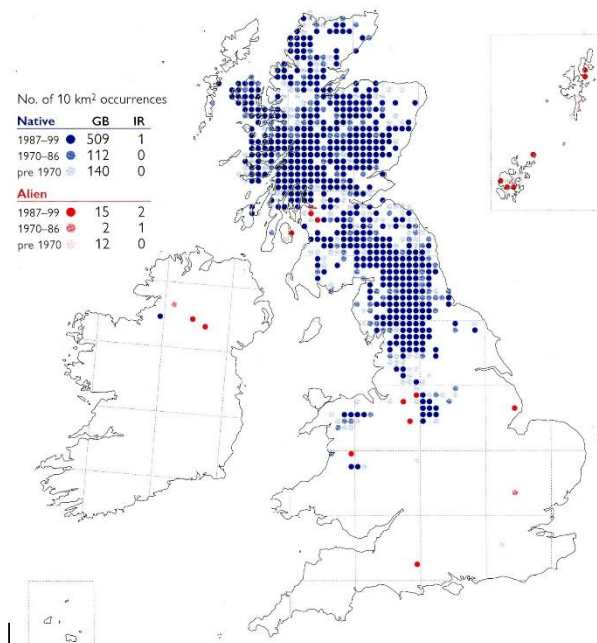 No. of 10 km² occurrences
Native GB IR
1987–99 509 1
1970–86 112 0
pre 1970 140 0
Alien
1987–99 15 2
1970–86 2 1
pre 1970 12 0